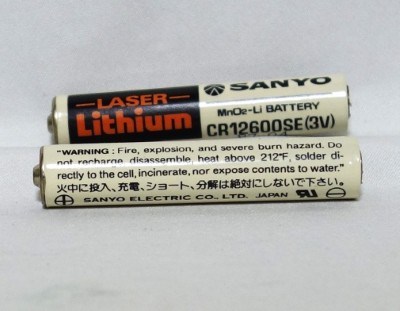 LASER
Lithium
SANYO
MnO2-Li BATTERY
CR12600SE(3V)
"WARNING : Fire, explosion, and severe burn hazard. Do
not recharge, disassemble, heat above 212°F, solder di-
rectly to the cell, incinerate, nor expose contents to water."
火中に投入、充電、ショート、分解は絶対にしないで下さい。
SANYO ELECTRIC CO., LTD. JAPAN